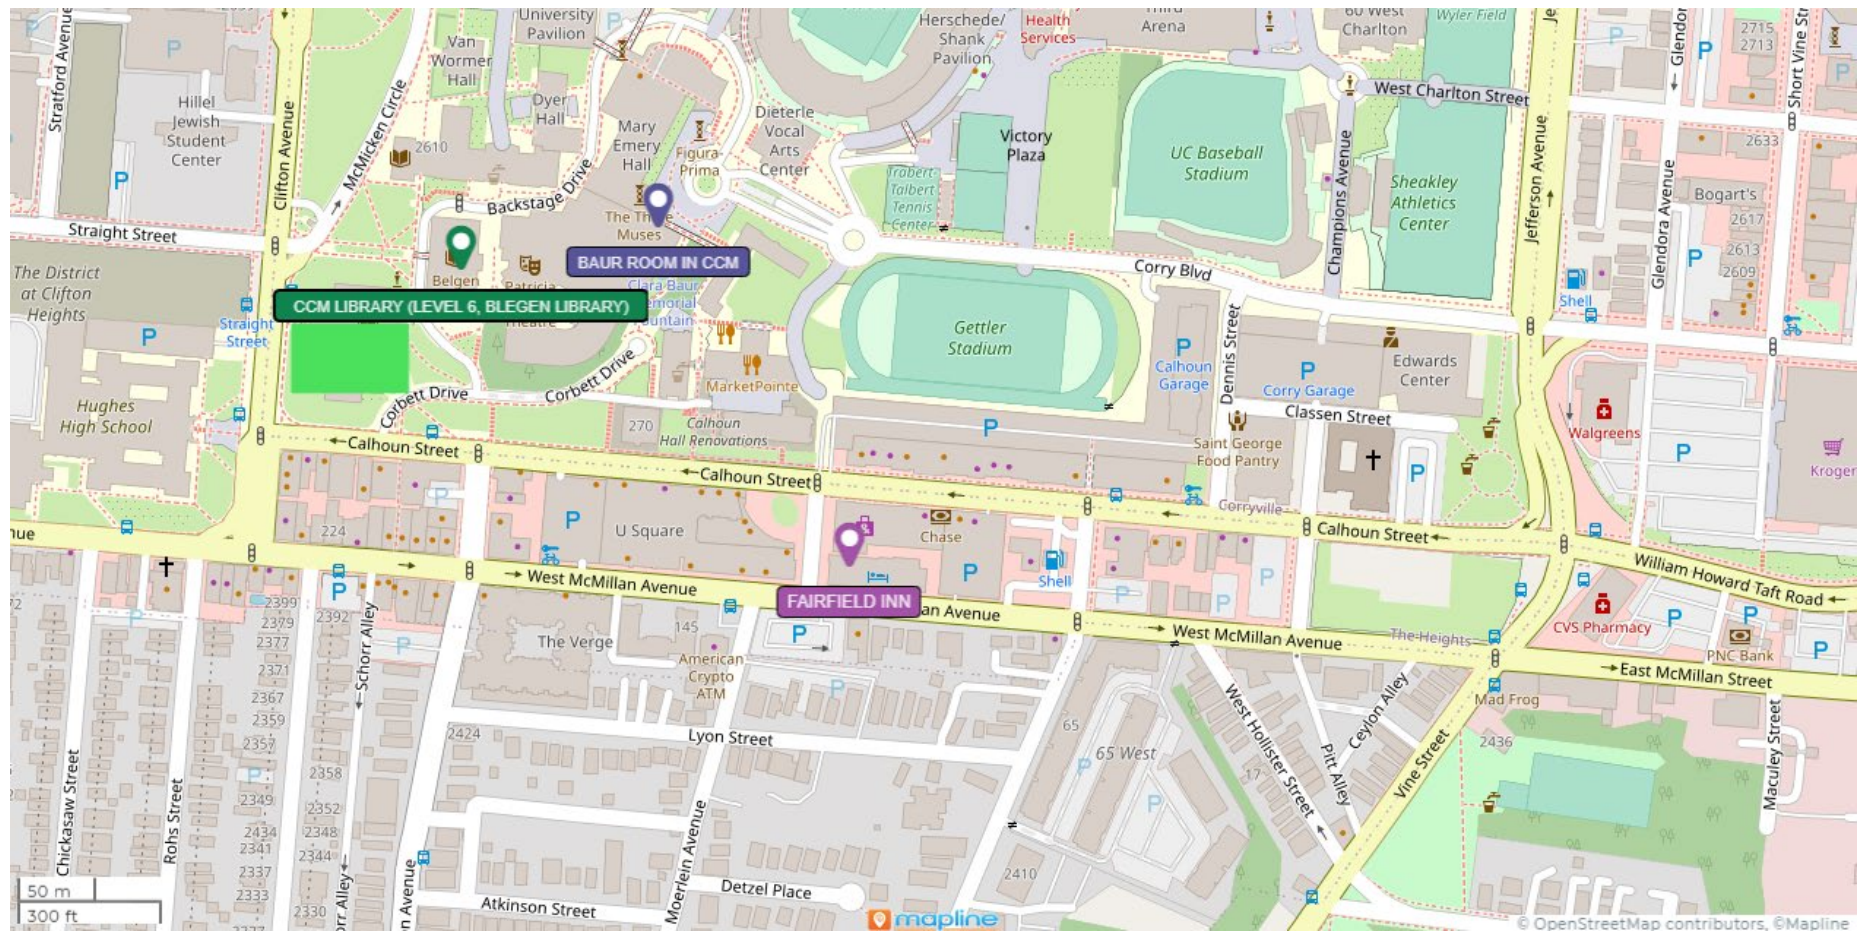 Stratford Avenue
P
Hillel
Jewish
Student
Center
P
Clifton Avenue
McMicken Circle
Van
Wormer
Hall
University
Pavilion
Dyer
Hall
2610
Mary
Emery
Hall
Figura-
Prima
Dieterle
Vocal
Arts
Center
Herschede/
Shank
Pavilion
Health
Services
Third
Arena
60 West
Charlton
Wyler Field
West Charlton Street
Victory
Plaza
Trabert-
Talbert
Tennis
Center
UC Baseball
Stadium
Champions Avenue
Sheakley
Athletics
Center
Jefferson Avenue
Glendora Avenue
Short Vine
2715
2713
P
2633
Bogart's
2617
2613
2609
P
Shell
Straight Street
Backstage Drive
The Three
Muses
BAUR ROOM IN CCM
Belgen
Patricia
CCM LIBRARY (LEVEL 6, BLEGEN LIBRARY)
Clara Baur
Theatre
The District
at Clifton
Heights
P
Straight
Street
Corry Blvd
Gettler
Stadium
Dennis Street
P
Calhoun
Garage
P
Corry Garage
Edwards
Center
Classen Street
MarketPointe
Corbett Drive
Corbett Drive
Hughes
High School
270
Calhoun
Hall Renovations
P
Saint George
Food Pantry
P
Walgreens
P
Kroger
Calhoun Street
Calhoun Street
Corryville
Calhoun Street
William Howard Taft Road
P
224
P
U Square
Chase
P
Shell
P
P
FAIRFIELD INN
West McMillan Avenue
an Avenue
West McMillan Avenue
The Heights
East McMillan Street
CVS Pharmacy
P
P
PNC Bank
P
P
P
P
P
2399
2379
2377
2371
2367
2359
2357
P
2349
2434
2341
2337
2333
2392
2358
2352
2348
2344
2330
Schorr Alley
The Verge
145
American
Crypto
ATM
P
Lyon Street
2424
65
65 West
P
P
West Hollister Street
17
Pitt Alley
Ceylon Alley
Vine Street
Mad Frog
2436
Maculey Street
Chickasaw Street
Rohs Street
Moerlein Avenue
Atkinson Street
Detzel Place
2410
50 m
300 ft
mapline
© OpenStreetMap contributors, ©Mapline